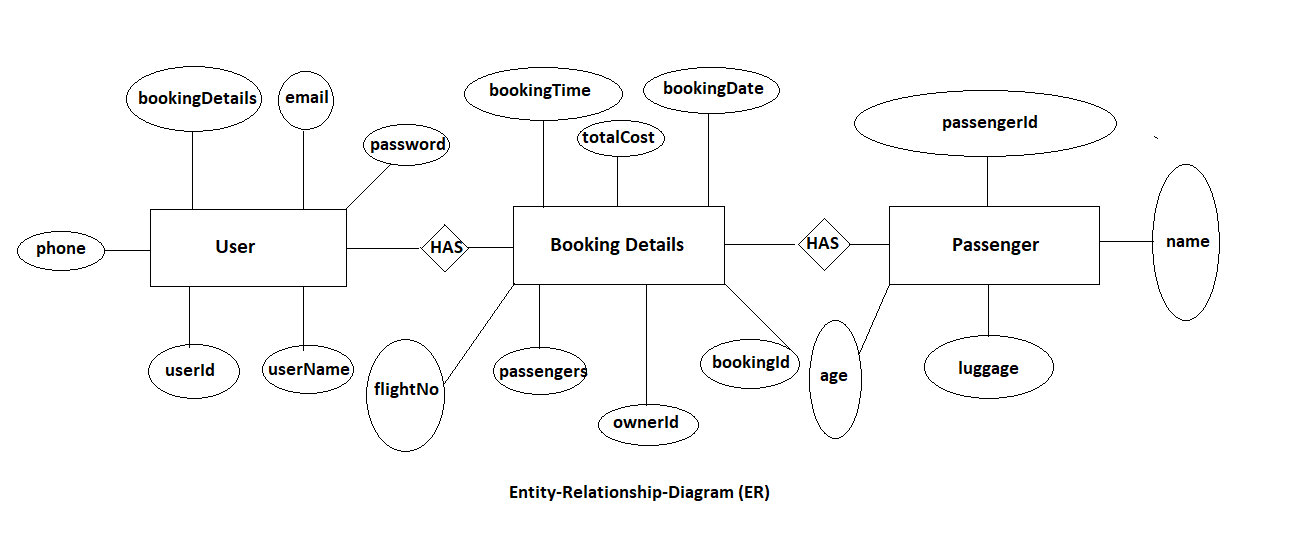 bookingDetails
email
password
phone
User
userId
userName
HAS
bookingTime
totalCost
bookingDate
Booking Details
flightNo
passengers
ownerId
bookingId
HAS
passengerId
Passenger
name
age
luggage
Entity-Relationship-Diagram (ER)